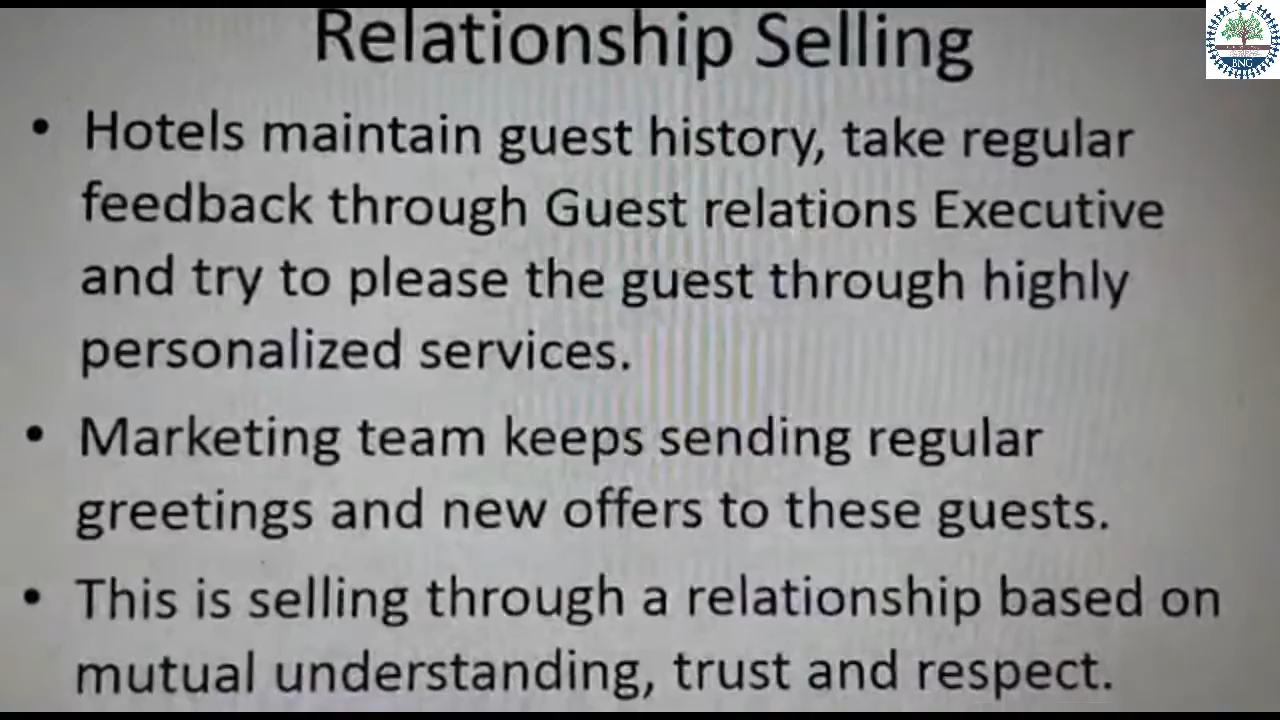 Relationship Selling
• Hotels maintain guest history, take regular
feedback through Guest relations Executive
and try to please the guest through highly
personalized services.
• Marketing team keeps sending regular
greetings and new offers to these guests.
• This is selling through a relationship based on
mutual understanding, trust and respect.
BNG